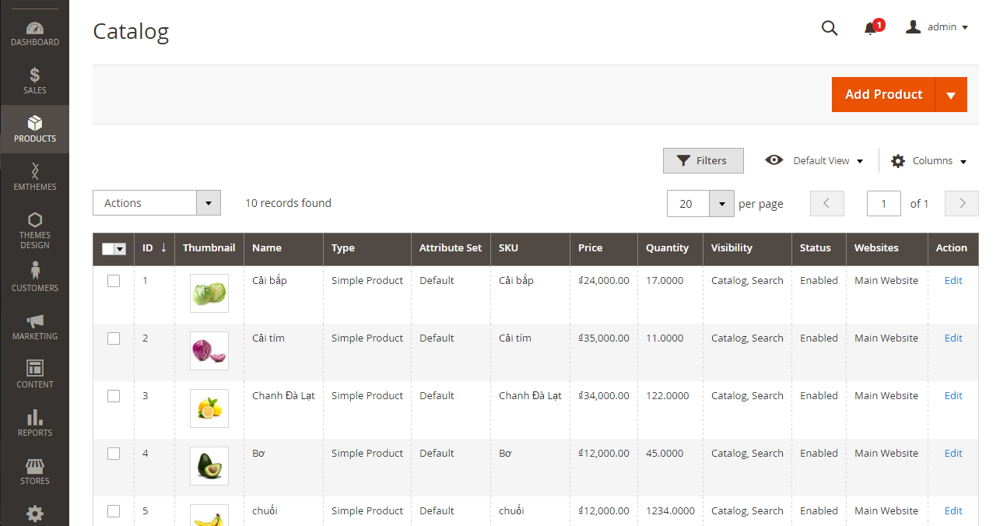 Catalog
1
admin
DASHBOARD
SALES
PRODUCTS
EMTHEMES
THEMES
DESIGN
CUSTOMERS
MARKETING
CONTENT
REPORTS
STORES
Add Product
Filters
Default View
Columns
Actions
10 records found
20
per page
1
of 1
ID ↓ Thumbnail Name Type Attribute Set SKU Price Quantity Visibility Status Websites Action
1 Cải bắp Simple Product Default Cải bắp ₫24,000.00 17.0000 Catalog, Search Enabled Main Website Edit
2 Cải tím Simple Product Default Cải tím ₫35,000.00 11.0000 Catalog, Search Enabled Main Website Edit
3 Chanh Đà Lạt Simple Product Default Chanh Đà Lạt ₫34,000.00 122.0000 Catalog, Search Enabled Main Website Edit
4 Bơ Simple Product Default Bơ ₫12,000.00 45.0000 Catalog, Search Enabled Main Website Edit
5 chuối Simple Product Default chuối ₫12,000.00 1234.0000 Catalog, Search Enabled Main Website Edit